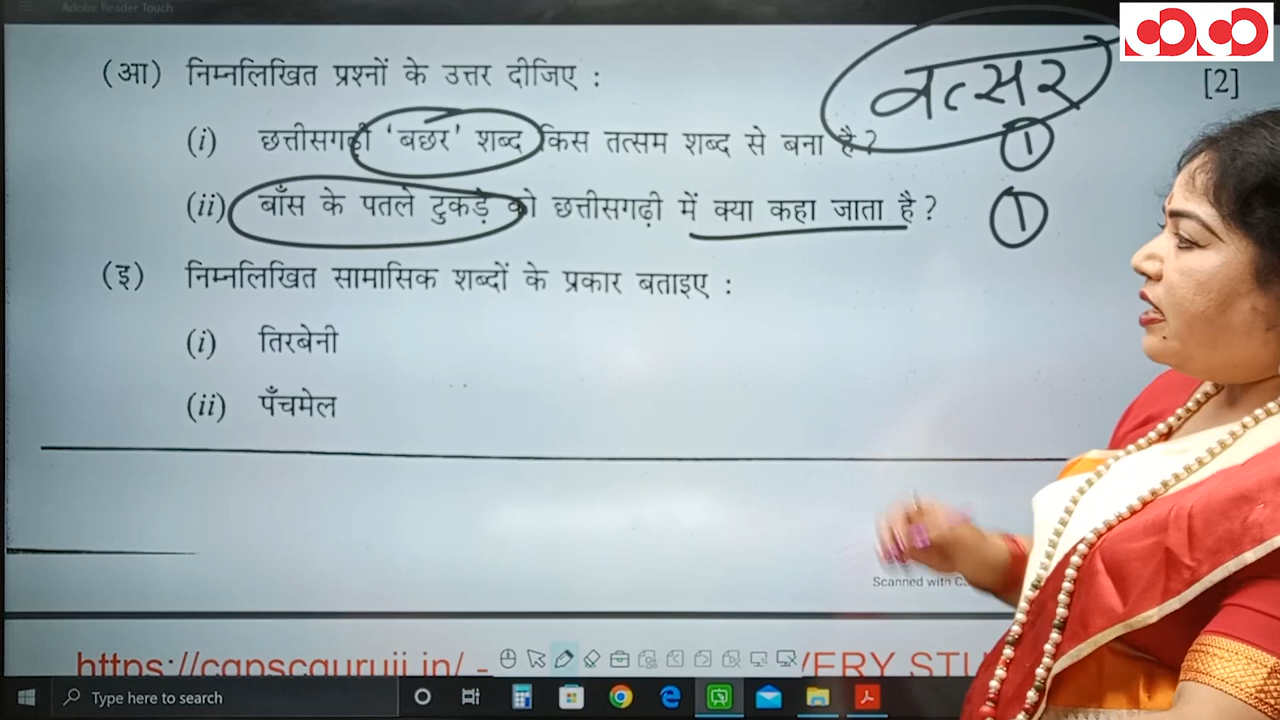 Adobe Reader Touch
(आ) निम्नलिखित प्रश्नों के उत्तर दीजिए : [2]
वत्सर
(i) छत्तीसगढ़ी 'बछर' शब्द किस तत्सम शब्द से बना है? 1
(ii) बाँस के पतले टुकड़े को छत्तीसगढ़ी में क्या कहा जाता है? 1
(इ) निम्नलिखित सामासिक शब्दों के प्रकार बताइए :
(i) तिरबेनी
(ii) पँचमेल
Scanned with C
https://cgpscguruji.in/ - VERY STU
Type here to search